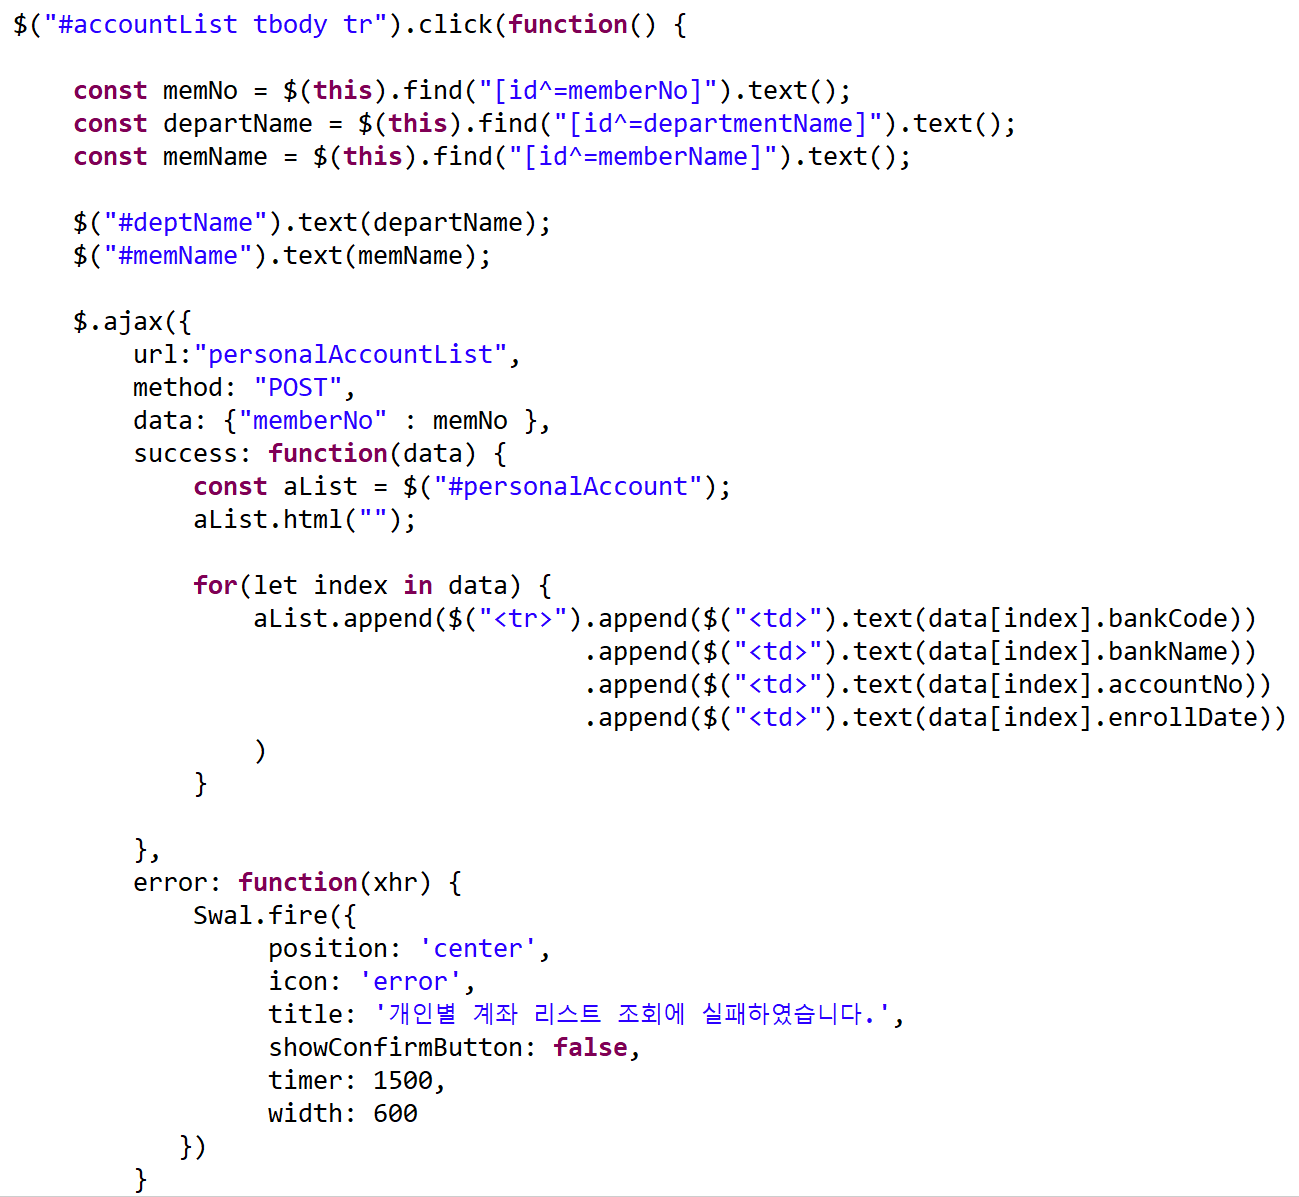 $("#accountList tbody tr").click(function() {
const memNo = $(this).find("[id^=memberNo]").text();
const departName = $(this).find("[id^=departmentName]").text();
const memName = $(this).find("[id^=memberName]").text();
$("#deptName").text(departName);
$("#memName").text(memName);
$.ajax({
url:"personalAccountList",
method: "POST",
data: {"memberNo" : memNo },
success: function(data) {
const aList = $("#personalAccount");
aList.html("");
for(let index in data) {
aList.append($("<tr>").append($("<td>").text(data[index].bankCode))
.append($("<td>").text(data[index].bankName))
.append($("<td>").text(data[index].accountNo))
.append($("<td>").text(data[index].enrollDate))
)
}
},
error: function(xhr) {
Swal.fire({
position: 'center',
icon: 'error',
title: '개인별 계좌 리스트 조회에 실패하였습니다.',
showConfirmButton: false,
timer: 1500,
width: 600
})
}